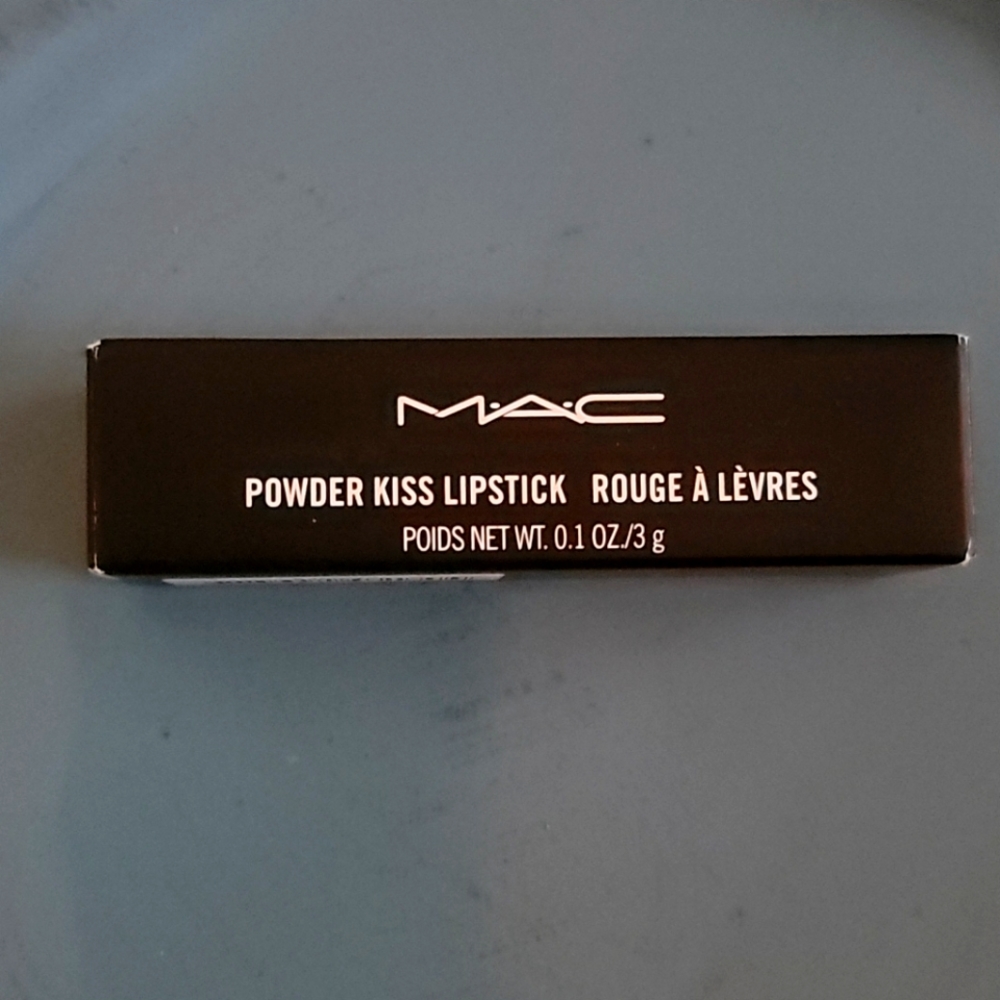 M·A·C
POWDER KISS LIPSTICK ROUGE À LÈVRES
POIDS NET WT. 0.1 OZ./3 g